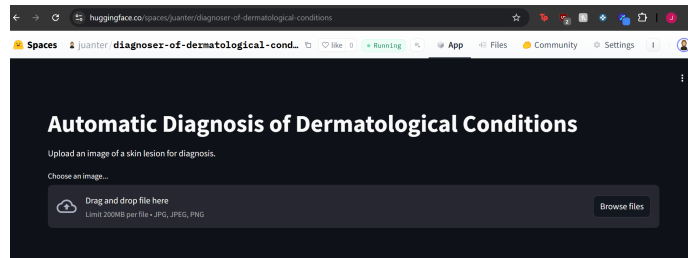 huggingface.co/spaces/juanter/diagnoser-of-dermatological-conditions
Spaces juanter/diagnoser-of-dermatological-cond… like 0 Running App Files Community Settings
Automatic Diagnosis of Dermatological Conditions
Upload an image of a skin lesion for diagnosis.
Choose an image...
Drag and drop file here
Limit 200MB per file • JPG, JPEG, PNG
Browse files